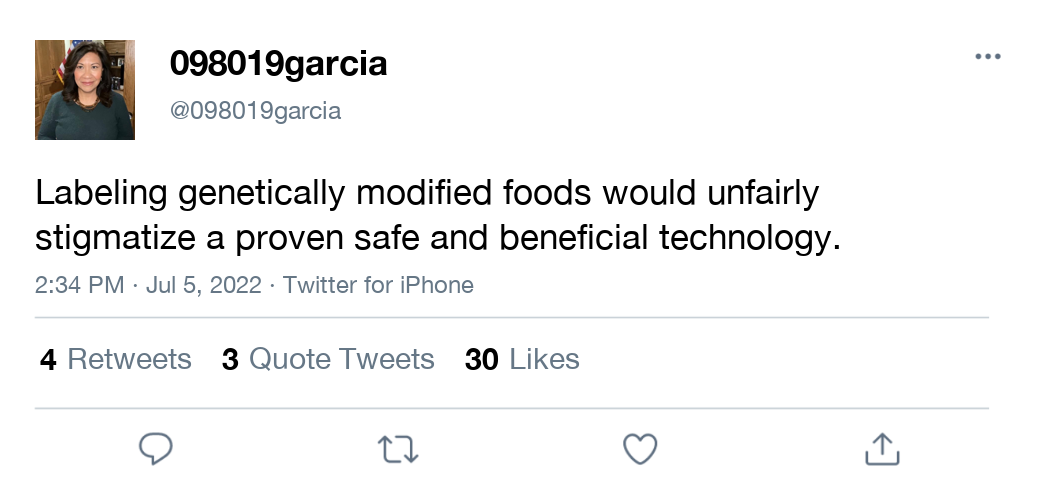 098019garcia
@098019garcia
Labeling genetically modified foods would unfairly
stigmatize a proven safe and beneficial technology.
2:34 PM · Jul 5, 2022 · Twitter for iPhone
4 Retweets 3 Quote Tweets 30 Likes